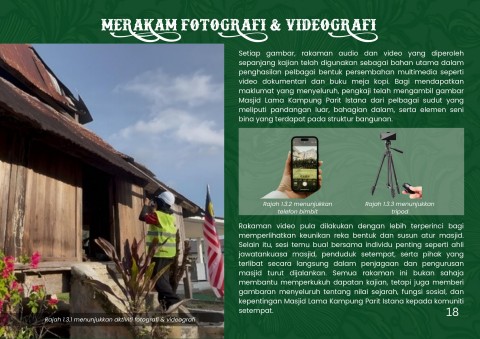 MERAKAM FOTOGRAFI & VIDEOGRAFI
Setiap gambar, rakaman audio dan video yang diperoleh
sepanjang kajian telah digunakan sebagai bahan utama dalam
penghasilan pelbagai bentuk persembahan multimedia seperti
video dokumentari dan buku meja kopi. Bagi mendapatkan
maklumat yang menyeluruh, pengkaji telah mengambil gambar
Masjid Lama Kampung Parit Istana dari pelbagai sudut yang
meliputi pandangan luar, bahagian dalam, serta elemen seni
bina yang terdapat pada struktur bangunan.
Rajah 1.3.2 menunjukkan
telefon bimbit
Rajah 1.3.3 menunjukkan
tripod
Rakaman video pula dilakukan dengan lebih terperinci bagi
memperlihatkan keunikan reka bentuk dan susun atur masjid.
Selain itu, sesi temu bual bersama individu penting seperti ahli
jawatankuasa masjid, penduduk setempat, serta pihak yang
terlibat secara langsung dalam penjagaan dan pengurusan
masjid turut dijalankan. Semua rakaman ini bukan sahaja
membantu memperkukuh dapatan kajian, tetapi juga memberi
gambaran menyeluruh tentang nilai sejarah, fungsi sosial, dan
kepentingan Masjid Lama Kampung Parit Istana kepada komuniti
setempat.
Rajah 1.3.1 menunjukkan aktiviti fotografi & videografi
18